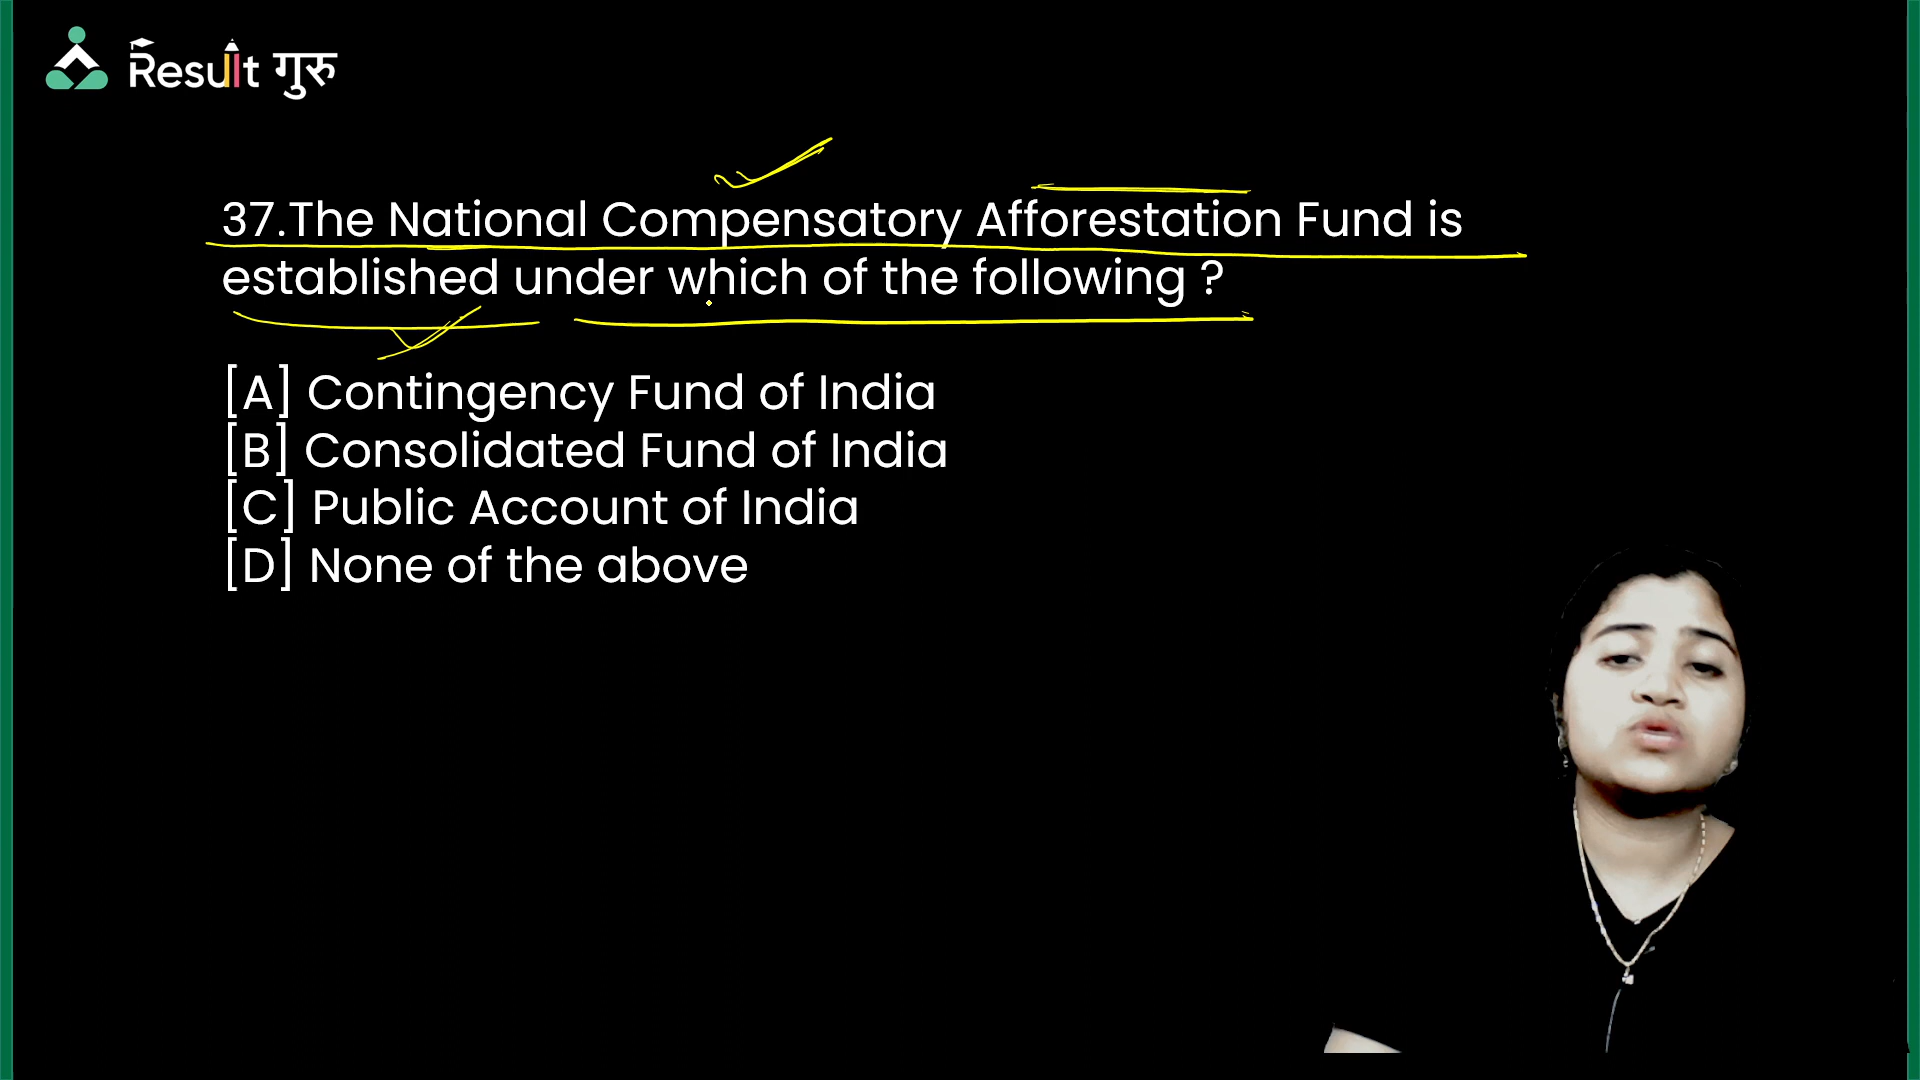 Result गुरु
37.The National Compensatory Afforestation Fund is
established under which of the following ?
[A] Contingency Fund of India
[B] Consolidated Fund of India
[C] Public Account of India
[D] None of the above